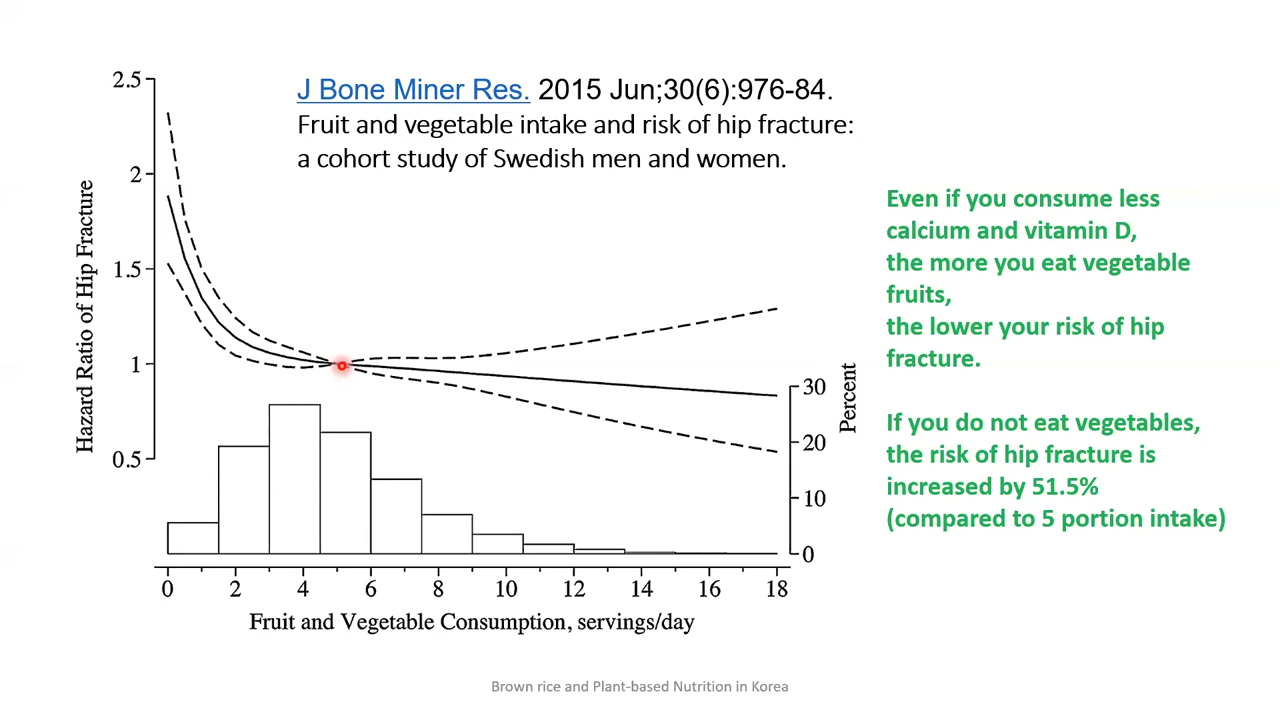 J Bone Miner Res. 2015 Jun;30(6):976-84.
Fruit and vegetable intake and risk of hip fracture:
a cohort study of Swedish men and women.
Hazard Ratio of Hip Fracture
2.5
2
1.5
1
0.5
Percent
30
20
10
0
0 2 4 6 8 10 12 14 16 18
Fruit and Vegetable Consumption, servings/day
Even if you consume less
calcium and vitamin D,
the more you eat vegetable
fruits,
the lower your risk of hip
fracture.
If you do not eat vegetables,
the risk of hip fracture is
increased by 51.5%
(compared to 5 portion intake)
Brown rice and Plant-based Nutrition in Korea